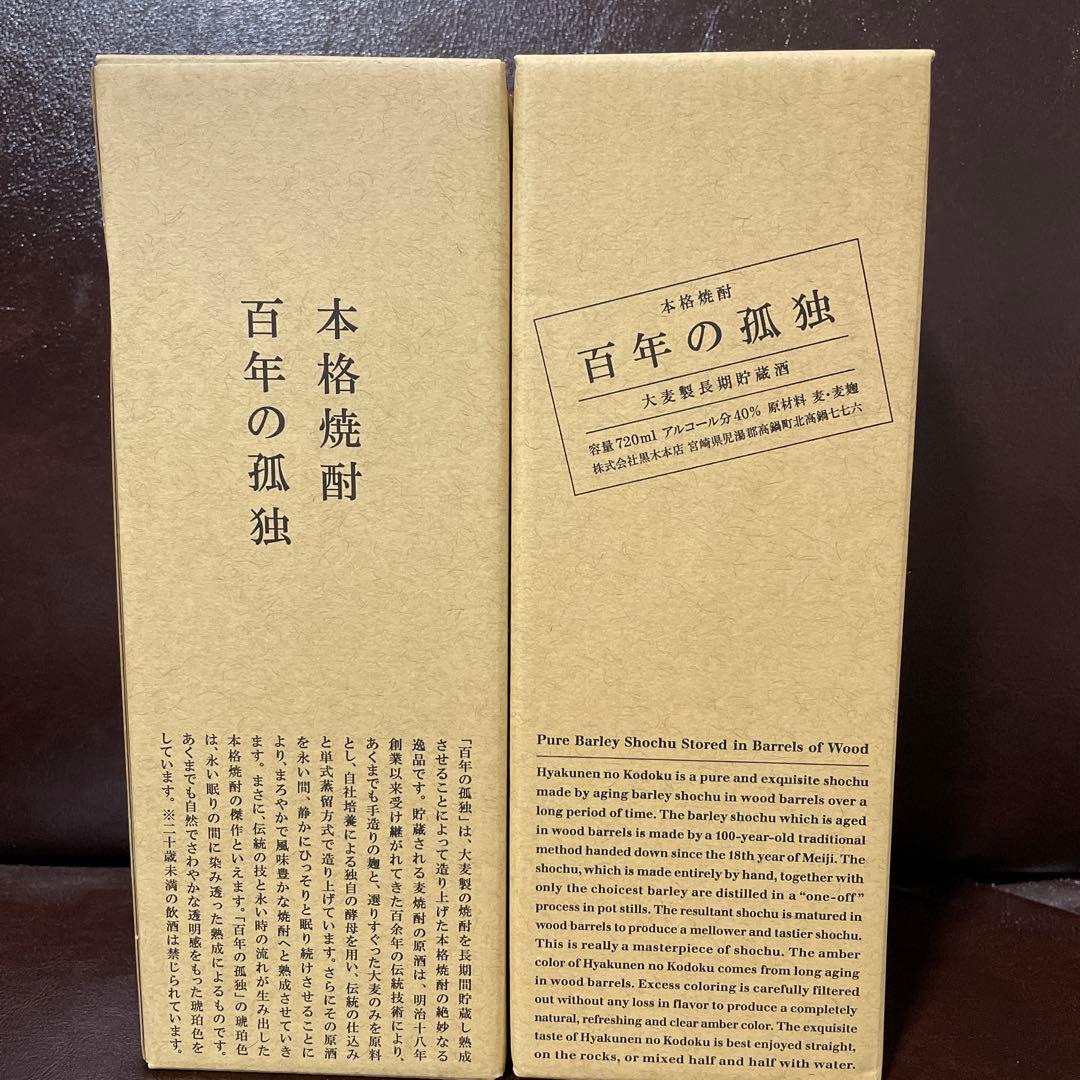 本格焼酎
百年の孤独
「百年の孤独」は、大麦製の焼酎を長期間貯蔵し熟成
させることによって造り上げた本格焼酎の絶妙なる
逸品です。貯蔵される麦焼酎の原酒は、明治十八年
創業以来受け継がれてきた百余年の伝統技術により、
あくまでも手造りの麹と、選りすぐった大麦のみを原料
とし、自社培養による独自の酵母を用い、伝統の仕込み
と単式蒸留方式で造り上げています。さらにその原酒
を永い間、静かにひっそりと眠り続けさせることに
より、まろやかで風味豊かな焼酎へと熟成させていき
ます。まさに、伝統の技と永い時の流れが生み出した
本格焼酎の傑作といえます。「百年の孤独」の琥珀色
は、永い眠りの間に染み透った熟成によるものです。
あくまでも自然でさわやかな透明感をもった琥珀色を
しています。※二十歳未満の飲酒は禁じられています。
本格焼酎
百年の孤独
大麦製長期貯蔵酒
容量720ml アルコール分40% 原材料 麦・麦麹
株式会社黒木本店 宮崎県児湯郡高鍋町北高鍋七七六
Pure Barley Shochu Stored in Barrels of Wood
Hyakunen no Kodoku is a pure and exquisite shochu
made by aging barley shochu in wood barrels over a
long period of time. The barley shochu which is aged
in wood barrels is made by a 100-year-old traditional
method handed down since the 18th year of Meiji. The
shochu, which is made entirely by hand, together with
only the choicest barley are distilled in a “one-off”
process in pot stills. The resultant shochu is matured in
wood barrels to produce a mellower and tastier shochu.
This is really a masterpiece of shochu. The amber
color of Hyakunen no Kodoku comes from long aging
in wood barrels. Excess coloring is carefully filtered
out without any loss in flavor to produce a completely
natural, refreshing and clear amber color. The exquisite
taste of Hyakunen no Kodoku is best enjoyed straight,
on the rocks, or mixed half and half with water.